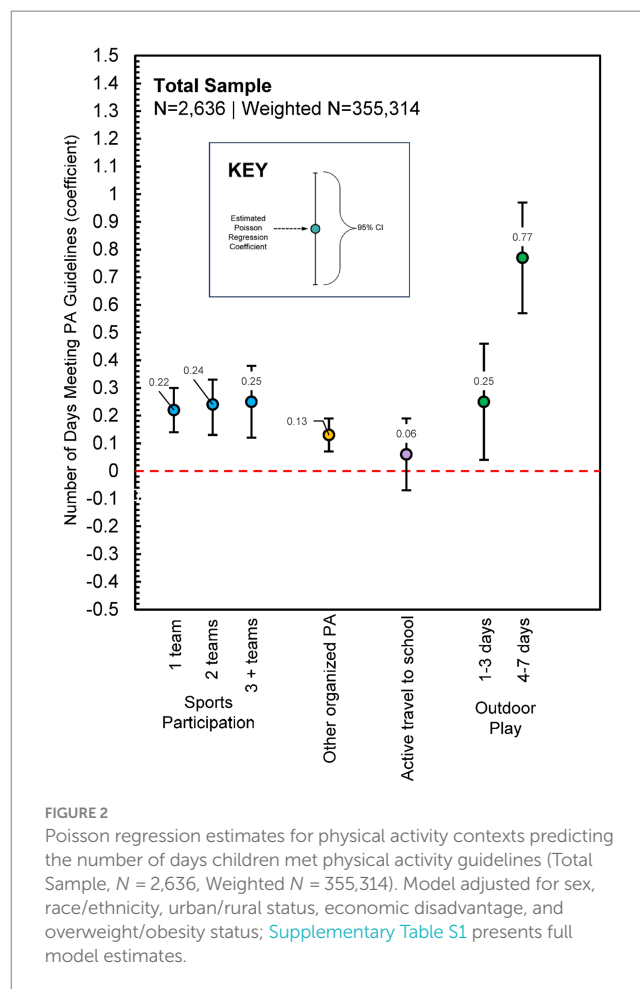 1.5
1.4
1.3
1.2
1.1
1
0.9
0.8
0.7
0.6
0.5
0.4
0.3
0.2
0.1
0
-0.1
-0.2
-0.3
-0.4
-0.5
Number of Days Meeting PA Guidelines (coefficient)
Total Sample
N=2,636 | Weighted N=355,314
KEY
Estimated
Poisson
Regression
Coefficient
95% CI
0.22
0.24
0.25
0.13
0.06
0.25
0.77
1 team
2 teams
3 + teams
Sports
Participation
Other organized PA
Active travel to school
1-3 days
4-7 days
Outdoor
Play
FIGURE 2
Poisson regression estimates for physical activity contexts predicting
the number of days children met physical activity guidelines (Total
Sample, N = 2,636, Weighted N = 355,314). Model adjusted for sex,
race/ethnicity, urban/rural status, economic disadvantage, and
overweight/obesity status; Supplementary Table S1 presents full
model estimates.